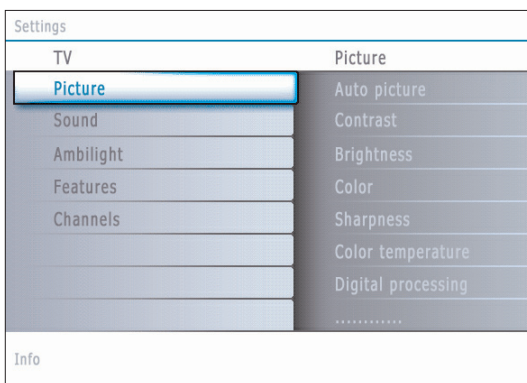 Settings
TV
Picture
Picture
Auto picture
Sound
Contrast
Ambilight
Brightness
Features
Color
Channels
Sharpness
Color temperature
Digital processing
............
Info